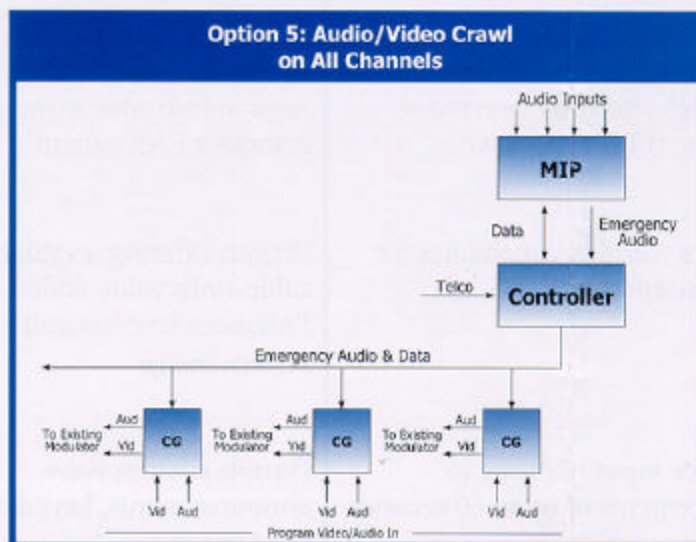 Option 5: Audio/Video Crawl
on All Channels
Audio Inputs
MIP
Data
Emergency
Audio
Telco
Controller
Emergency Audio & Data
Aud
To Existing
Modulator
Vid
CG
Aud
To Existing
Modulator
Vid
CG
Aud
To Existing
Modulator
Vid
CG
Vid Aud
Vid Aud
Vid Aud
Program Video/Audio In